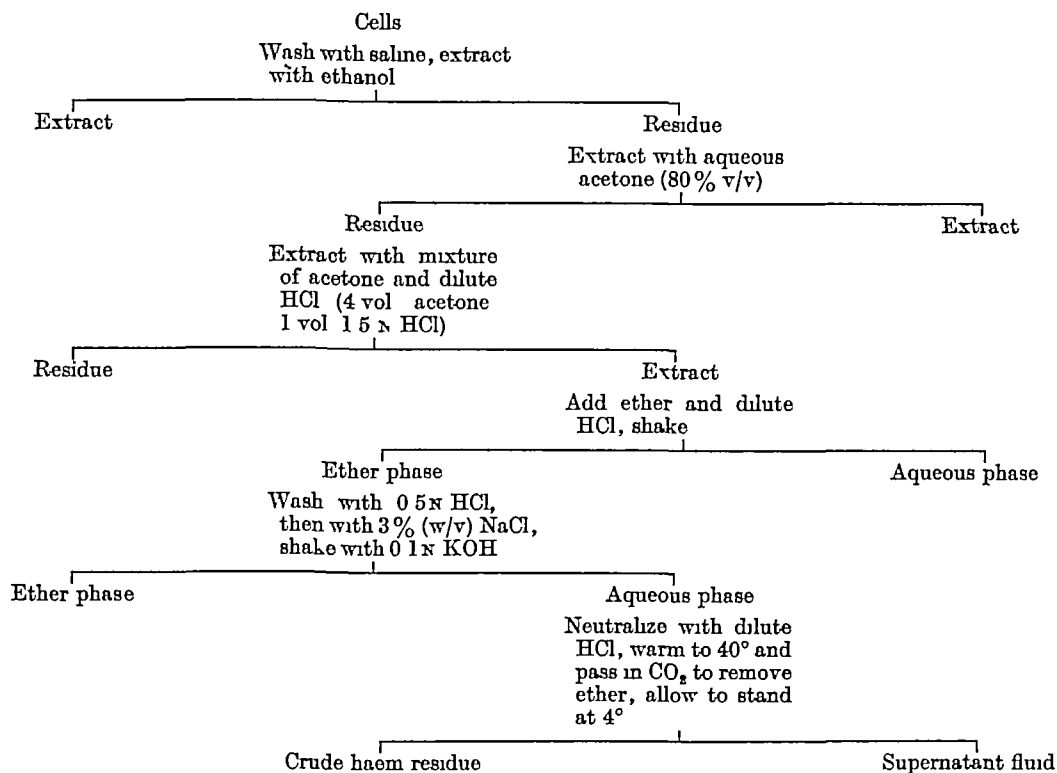 Cells
Wash with saline, extract
with ethanol
Extract
Residue
Extract with aqueous
acetone (80% v/v)
Residue
Extract
Extract with mixture
of acetone and dilute
HCl (4 vol acetone
1 vol 1 5 N HCl)
Residue
Extract
Add ether and dilute
HCl, shake
Ether phase
Aqueous phase
Wash with 0 5N HCl,
then with 3% (w/v) NaCl,
shake with 0 1N KOH
Ether phase
Aqueous phase
Neutralize with dilute
HCl, warm to 40° and
pass in CO₂ to remove
ether, allow to stand
at 4°
Crude haem residue
Supernatant fluid